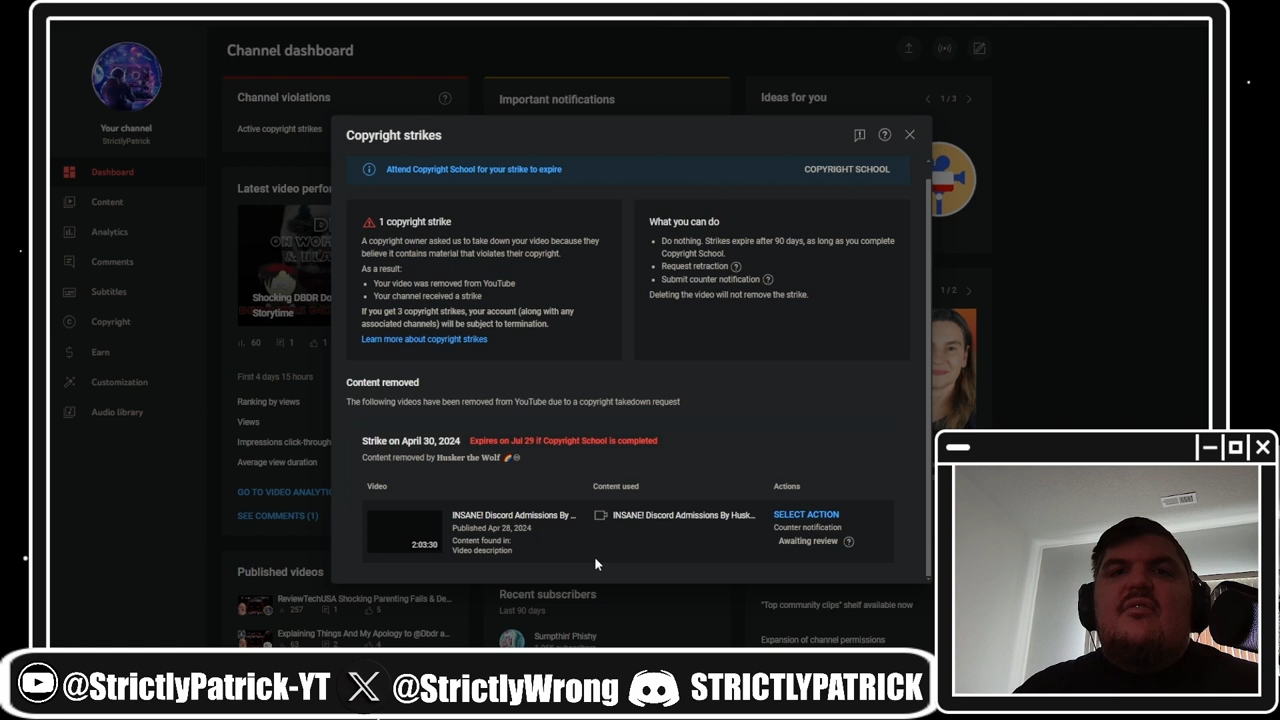 Channel dashboard
Your channel
StrictlyPatrick
Dashboard
Content
Analytics
Comments
Subtitles
Copyright
Earn
Customization
Audio library
Channel violations
Active copyright strikes
Important notifications
Ideas for you
1 / 3
Latest video perfor
Shocking DBDR Do
Storytime
60
1
1
First 4 days 15 hours
Ranking by views
Views
Impressions click-through
Average view duration
GO TO VIDEO ANALYTIC
SEE COMMENTS (1)
Published videos
ReviewTechUSA Shocking Parenting Fails & De...
257
1
5
Explaining Things And My Apology to @Dbdr a...
63
2
4
Copyright strikes
Attend Copyright School for your strike to expire
COPYRIGHT SCHOOL
1 copyright strike
A copyright owner asked us to take down your video because they
believe it contains material that violates their copyright.
As a result:
• Your video was removed from YouTube
• Your channel received a strike
If you get 3 copyright strikes, your account (along with any
associated channels) will be subject to termination.
Learn more about copyright strikes
What you can do
• Do nothing. Strikes expire after 90 days, as long as you complete
Copyright School.
• Request retraction
• Submit counter notification
Deleting the video will not remove the strike.
Content removed
The following videos have been removed from YouTube due to a copyright takedown request
Strike on April 30, 2024 Expires on Jul 29 if Copyright School is completed
Content removed by Husker the Wolf
Video
Content used
Actions
2:03:30
INSANE! Discord Admissions By ...
Published Apr 28, 2024
Content found in:
Video description
INSANE! Discord Admissions By Husk...
SELECT ACTION
Counter notification
Awaiting review
1 / 2
Recent subscribers
Last 90 days
Sumpthin' Phishy
"Top community clips" shelf available now
Expansion of channel permissions
@StrictlyPatrick-YT
@StrictlyWrong
STRICTLYPATRICK